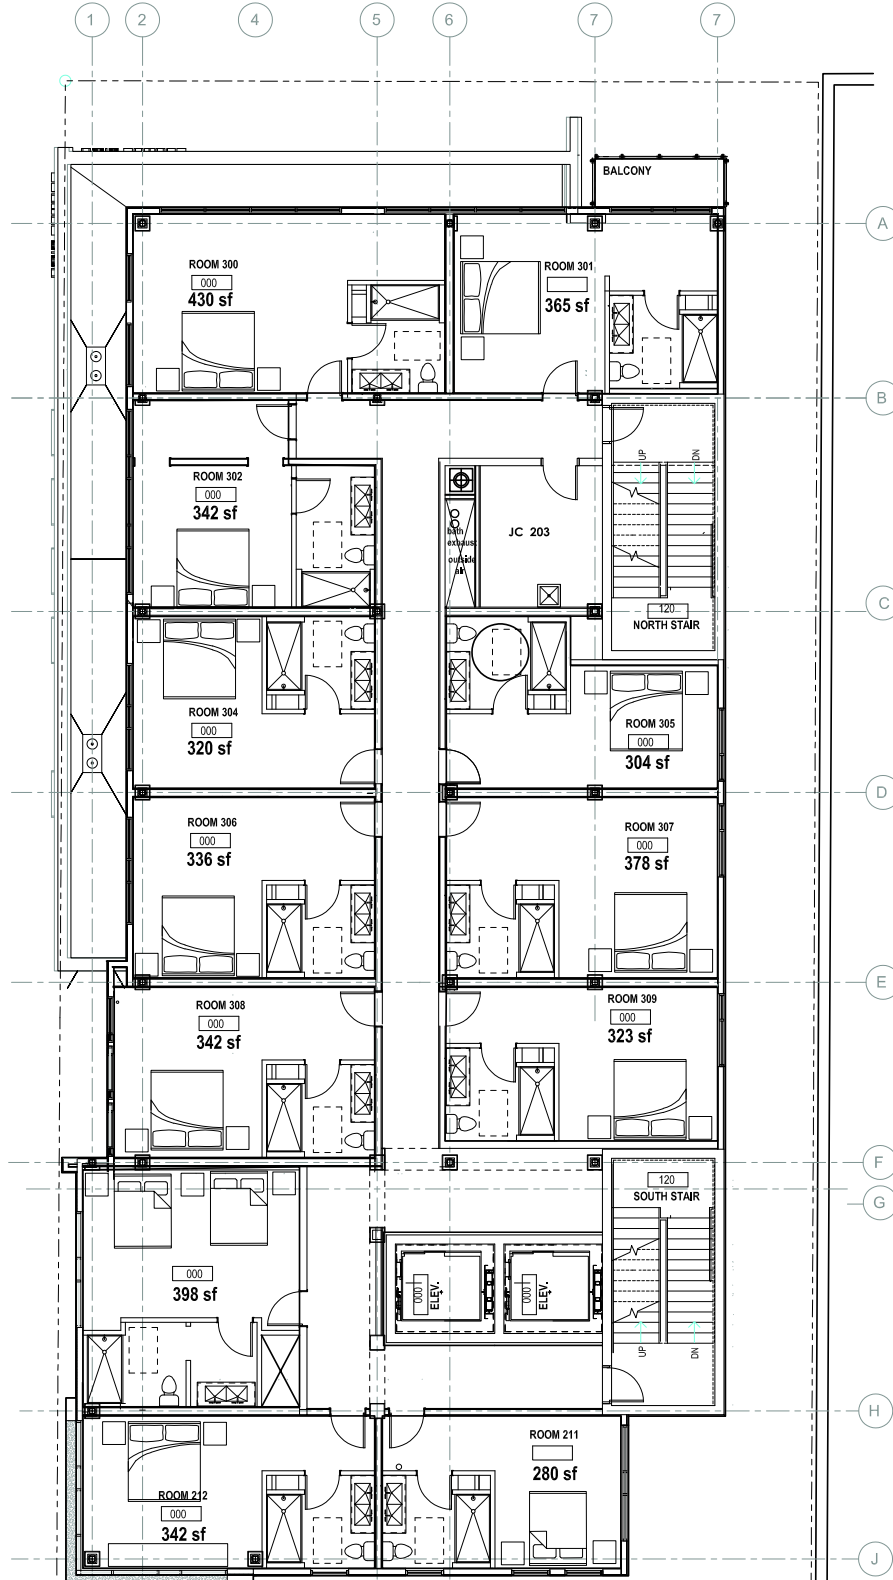 1 2 4 5 6 7 7
BALCONY
A
ROOM 300
000
430 sf
ROOM 301
365 sf
B
ROOM 302
000
342 sf
UP
DN
bath
exhaust
outside
air
JC 203
120
NORTH STAIR
C
ROOM 304
000
320 sf
ROOM 305
000
304 sf
D
ROOM 306
000
336 sf
ROOM 307
000
378 sf
E
ROOM 308
000
342 sf
ROOM 309
000
323 sf
F
120
SOUTH STAIR
G
000
398 sf
000
ELEV.
000
ELEV.
UP
DN
H
ROOM 211
280 sf
ROOM 212
000
342 sf
J